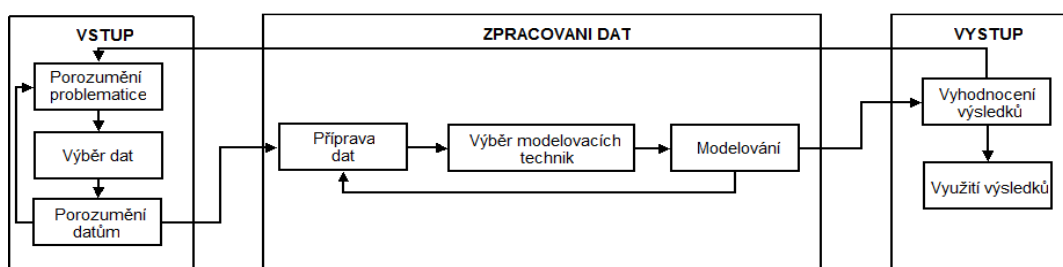 VSTUP
Porozumění
problematice
Výběr dat
Porozumění
datům
ZPRACOVANI DAT
Příprava
dat
Výběr modelovacích
technik
Modelování
VYSTUP
Vyhodnocení
výsledků
Využití výsledků